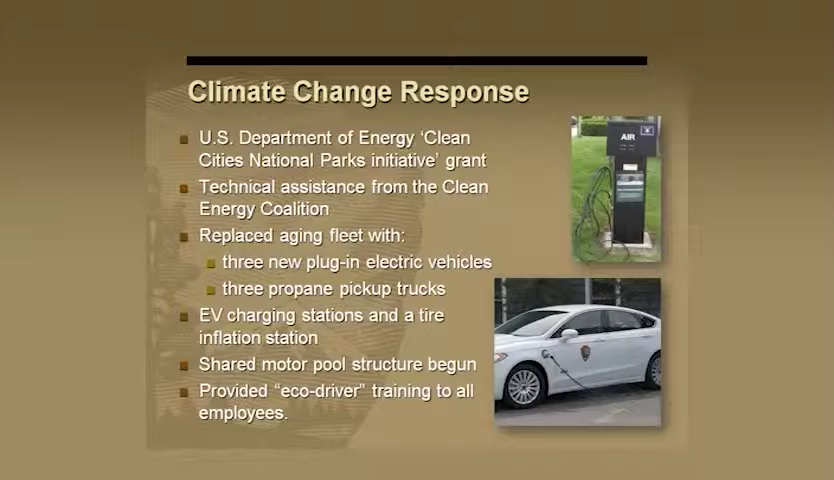 Climate Change Response
U.S. Department of Energy ‘Clean
Cities National Parks initiative’ grant
Technical assistance from the Clean
Energy Coalition
Replaced aging fleet with:
three new plug-in electric vehicles
three propane pickup trucks
EV charging stations and a tire
inflation station
Shared motor pool structure begun
Provided “eco-driver” training to all
employees.
AIR